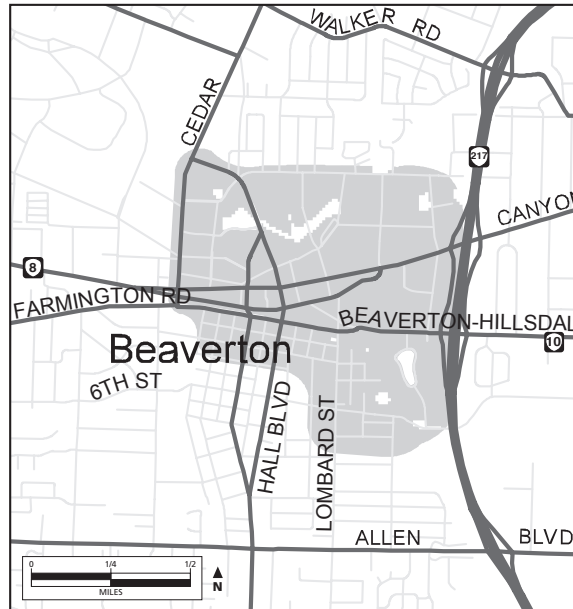 WALKER RD
CEDAR
217
CANYON
8
FARMINGTON RD
BEAVERTON-HILLSDAL
10
Beaverton
6TH ST
HALL BLVD
LOMBARD ST
ALLEN BLVD
0 1/4 1/2
MILES
N